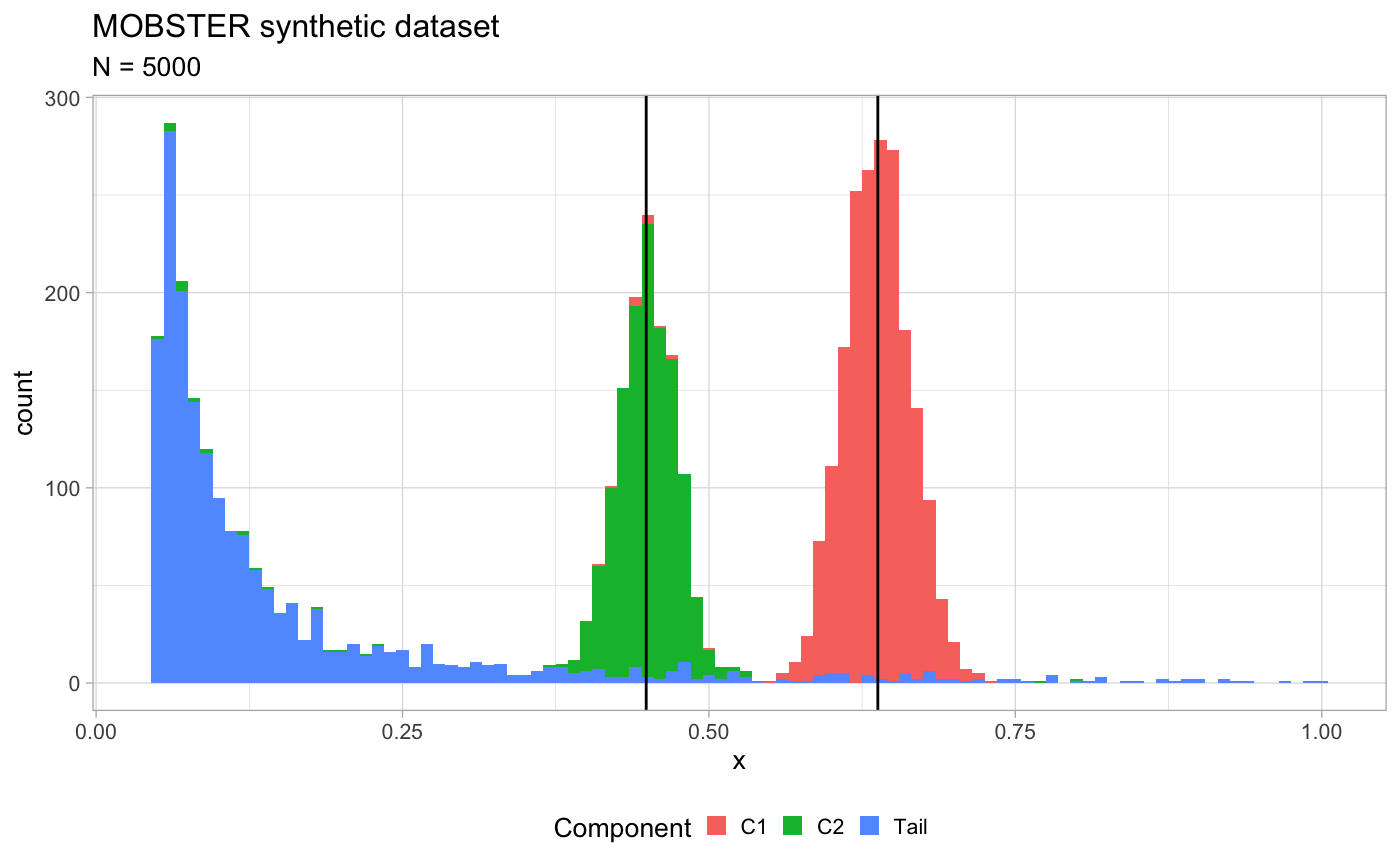 MOBSTER synthetic dataset
N = 5000
300
200
100
0
count
0.00 0.25 0.50 0.75 1.00
x
Component C1 C2 Tail